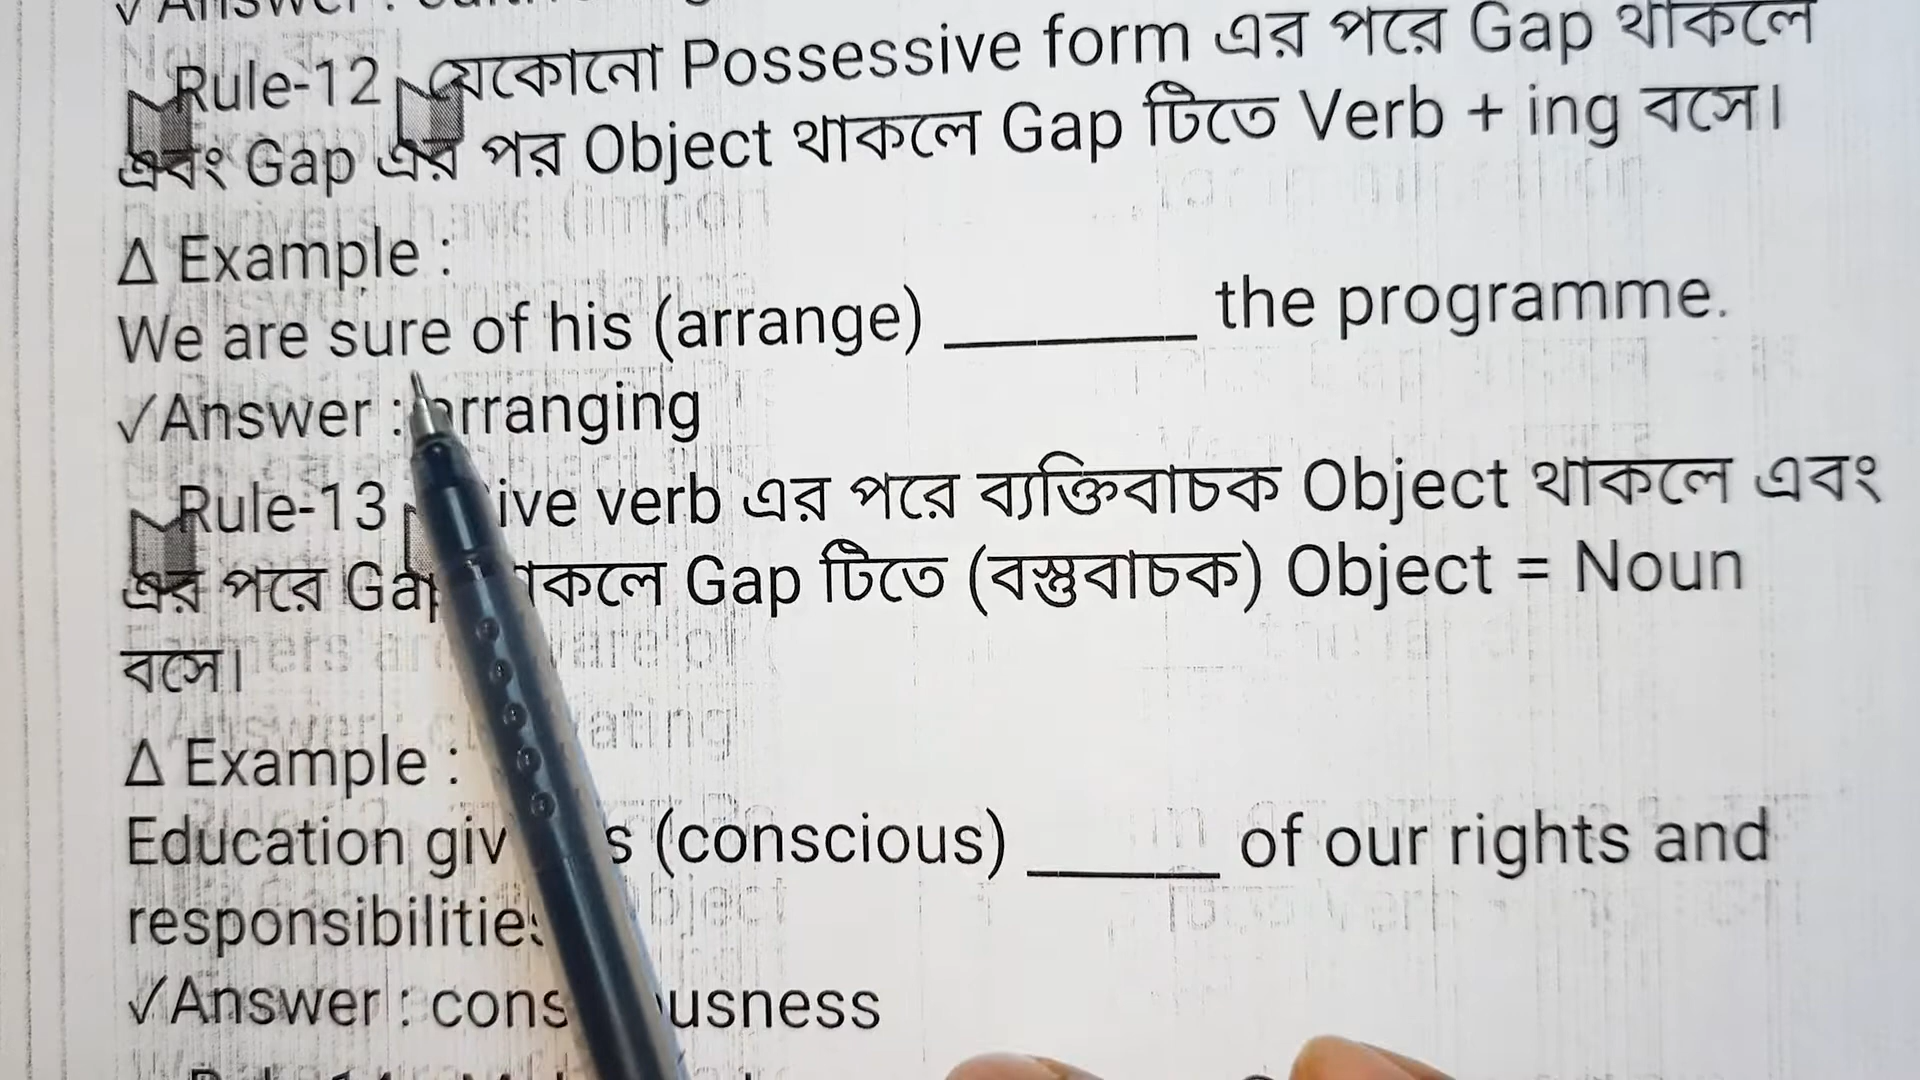 Rule-12 যেকোনো Possessive form এর পরে Gap থাকলে
এবং Gap এর পর Object থাকলে Gap টিতে Verb + ing বসে।
Δ Example :
We are sure of his (arrange) ________ the programme.
✓Answer : arranging
Rule-13 ive verb এর পরে ব্যক্তিবাচক Object থাকলে এবং
এর পরে Gap থাকলে Gap টিতে (বস্তুবাচক) Object = Noun
বসে।
Δ Example :
Education giv s (conscious) ______ of our rights and
responsibilities
✓Answer : cons usness